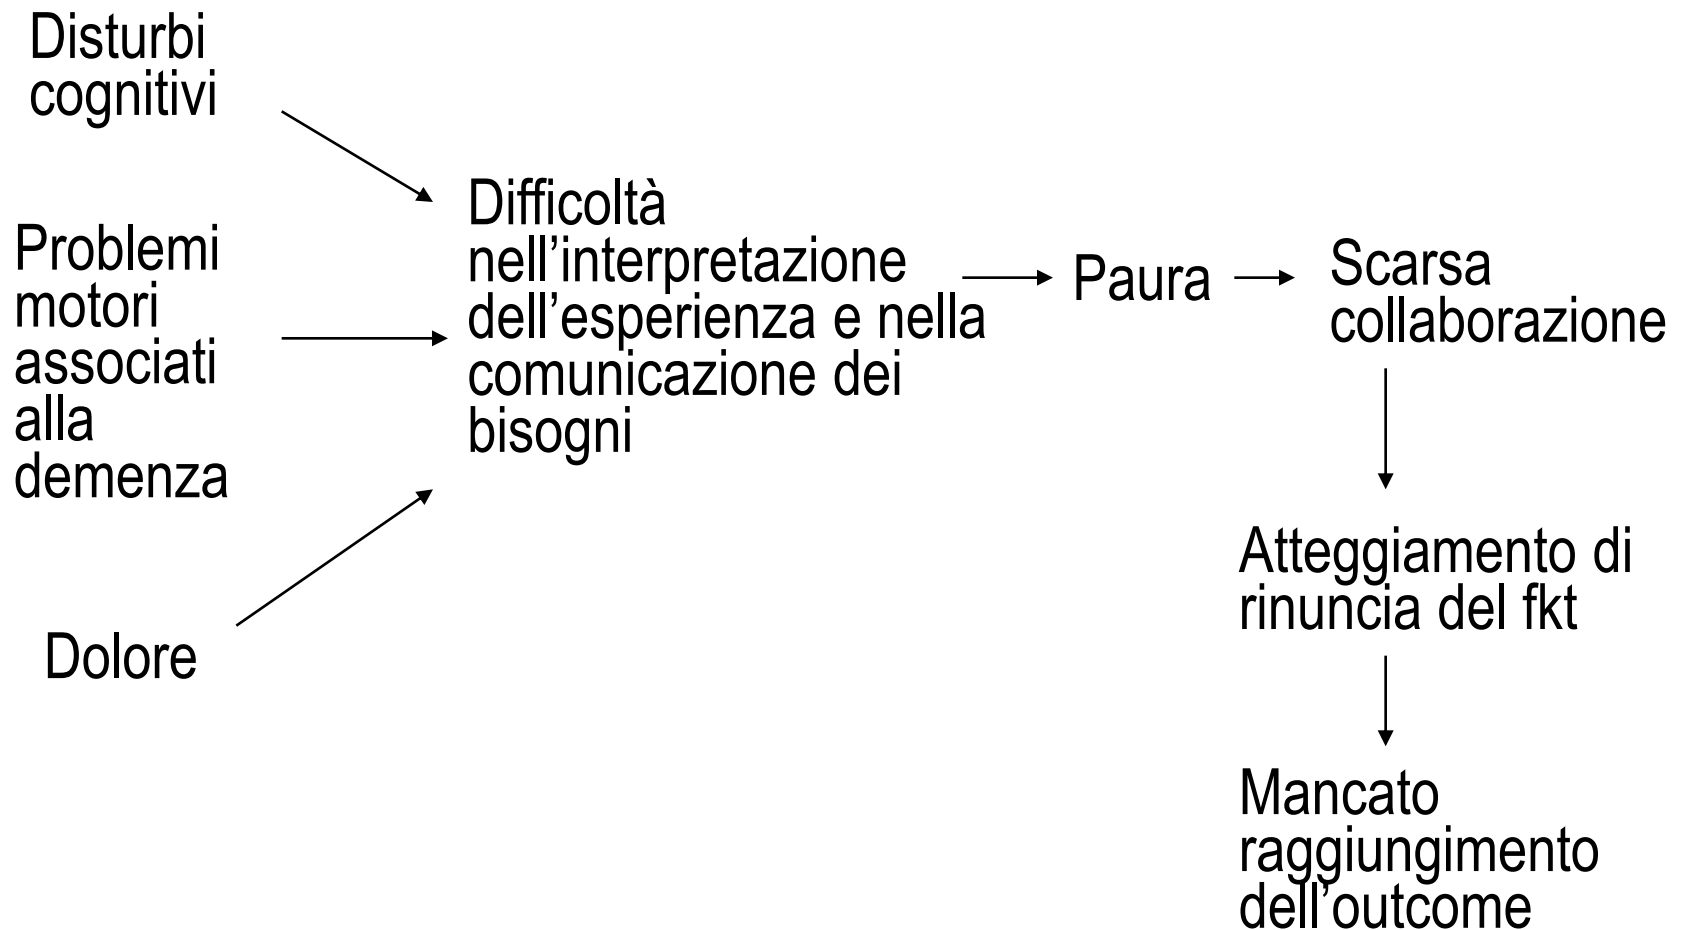 Disturbi
cognitivi
Problemi
motori
associati
alla
demenza
Dolore
Difficoltà
nell’interpretazione
dell’esperienza e nella
comunicazione dei
bisogni
Paura
Scarsa
collaborazione
Atteggiamento di
rinuncia del fkt
Mancato
raggiungimento
dell’outcome